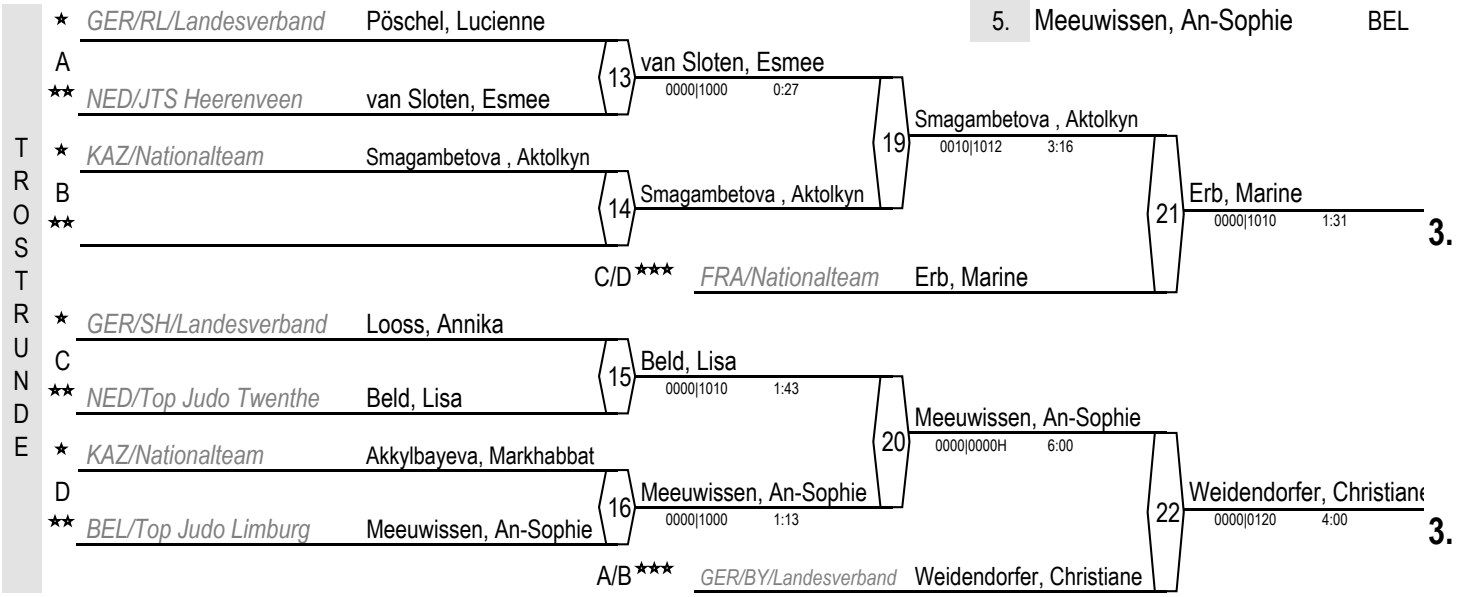 ★ GER/RL/Landesverband Pöschel, Lucienne
5. Meeuwissen, An-Sophie BEL
A
13 van Sloten, Esmee
0000|1000 0:27
★★ NED/JTS Heerenveen van Sloten, Esmee
19 Smagambetova , Aktolkyn
0010|1012 3:16
TROSTRUNDE
★ KAZ/Nationalteam Smagambetova , Aktolkyn
B
14 Smagambetova , Aktolkyn
★★
21 Erb, Marine
0000|1010 1:31
3.
C/D ★★★ FRA/Nationalteam Erb, Marine
★ GER/SH/Landesverband Looss, Annika
C
15 Beld, Lisa
0000|1010 1:43
★★ NED/Top Judo Twenthe Beld, Lisa
20 Meeuwissen, An-Sophie
0000|0000H 6:00
★ KAZ/Nationalteam Akkylbayeva, Markhabbat
D
16 Meeuwissen, An-Sophie
0000|1000 1:13
★★ BEL/Top Judo Limburg Meeuwissen, An-Sophie
22 Weidendorfer, Christiane
0000|0120 4:00
3.
A/B ★★★ GER/BY/Landesverband Weidendorfer, Christiane